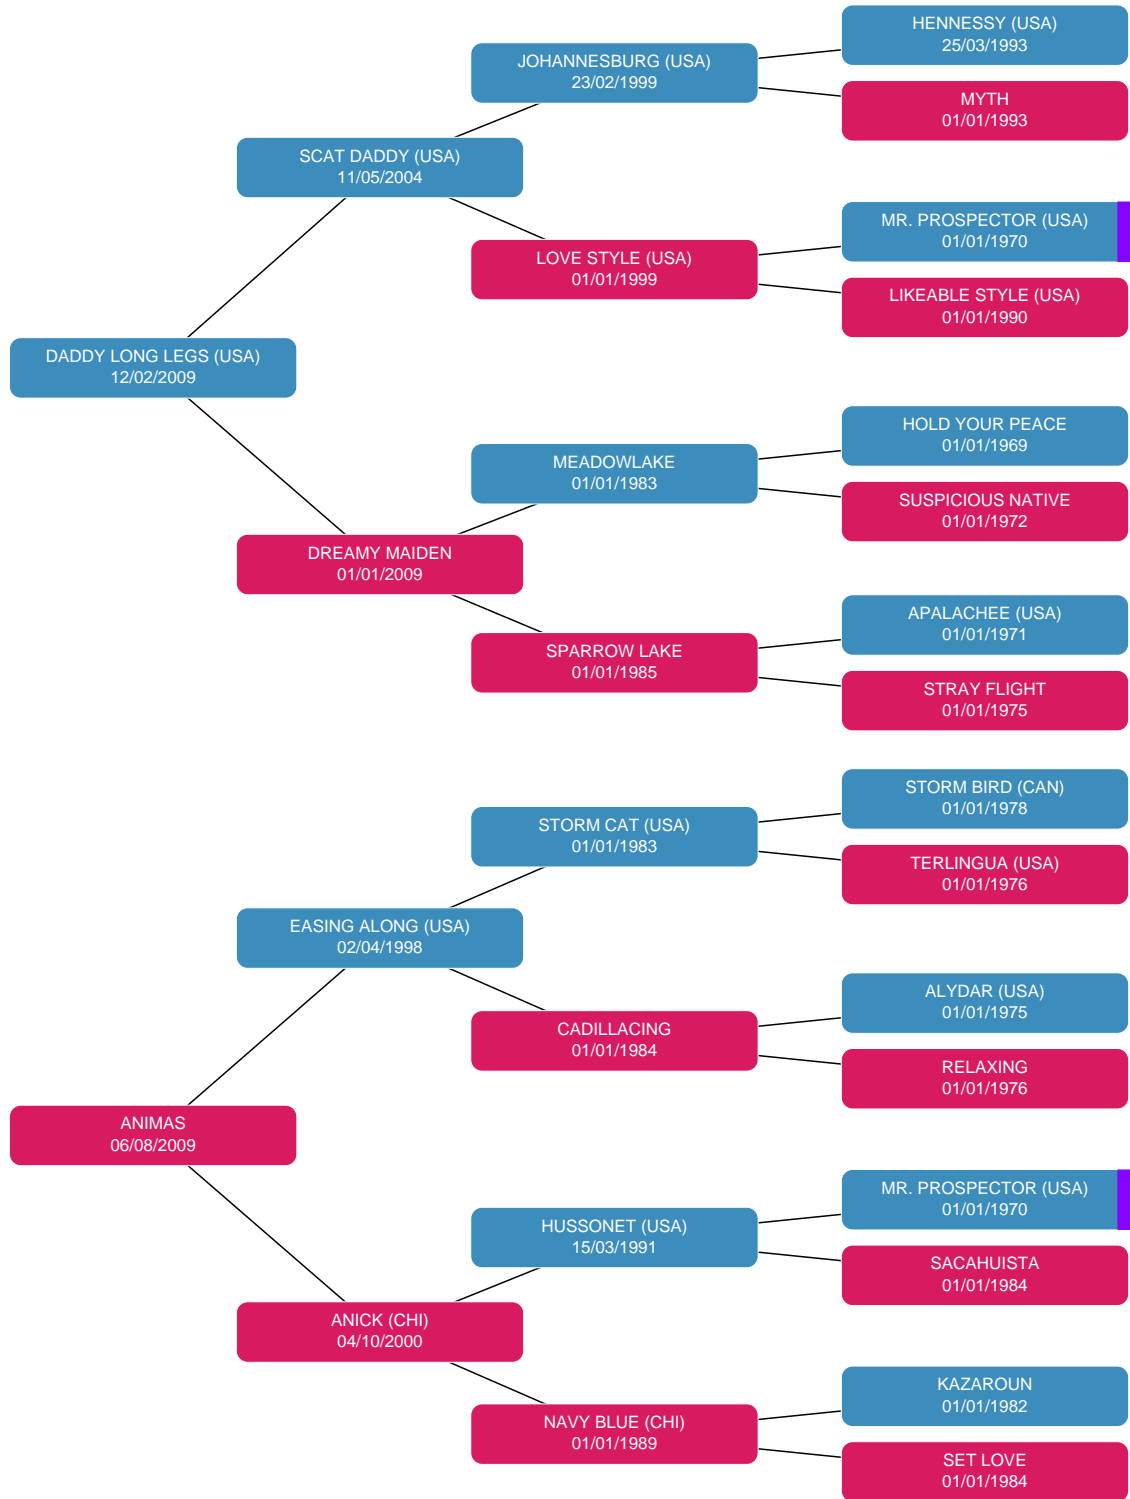 HENNESSY (USA)
25/03/1993
JOHANNESBURG (USA)
23/02/1999
MYTH
01/01/1993
SCAT DADDY (USA)
11/05/2004
MR. PROSPECTOR (USA)
01/01/1970
LOVE STYLE (USA)
01/01/1999
LIKEABLE STYLE (USA)
01/01/1990
DADDY LONG LEGS (USA)
12/02/2009
HOLD YOUR PEACE
01/01/1969
MEADOWLAKE
01/01/1983
SUSPICIOUS NATIVE
01/01/1972
DREAMY MAIDEN
01/01/2009
APALACHEE (USA)
01/01/1971
SPARROW LAKE
01/01/1985
STRAY FLIGHT
01/01/1975
STORM BIRD (CAN)
01/01/1978
STORM CAT (USA)
01/01/1983
TERLINGUA (USA)
01/01/1976
EASING ALONG (USA)
02/04/1998
ALYDAR (USA)
01/01/1975
CADILLACING
01/01/1984
RELAXING
01/01/1976
ANIMAS
06/08/2009
MR. PROSPECTOR (USA)
01/01/1970
HUSSONET (USA)
15/03/1991
SACAHUISTA
01/01/1984
ANICK (CHI)
04/10/2000
KAZAROUN
01/01/1982
NAVY BLUE (CHI)
01/01/1989
SET LOVE
01/01/1984